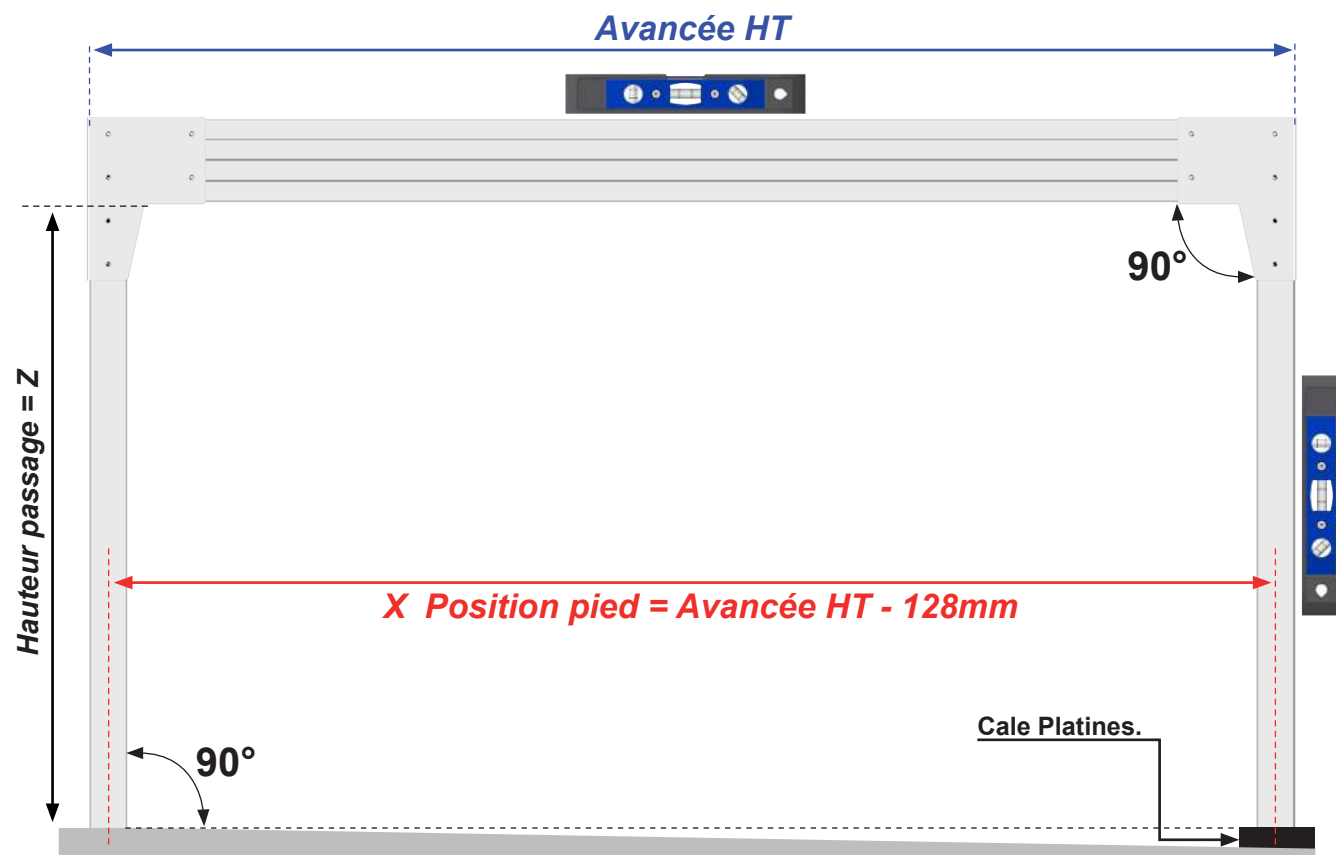 Avancée HT
90°
Hauteur passage = Z
X Position pied = Avancée HT - 128mm
Cale Platines.
90°